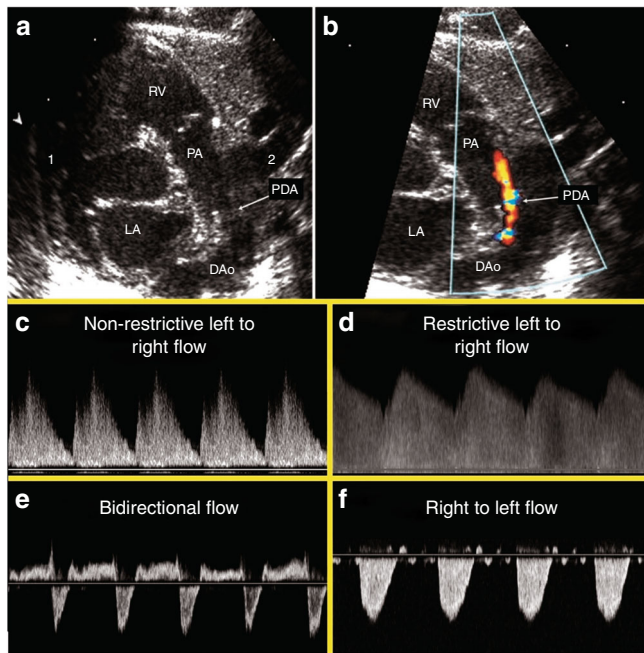 a
RV
PA
1
2
PDA
LA
DAo
b
RV
PA
PDA
LA
DAo
c
Non-restrictive left to
right flow
d
Restrictive left to
right flow
e
Bidirectional flow
f
Right to left flow